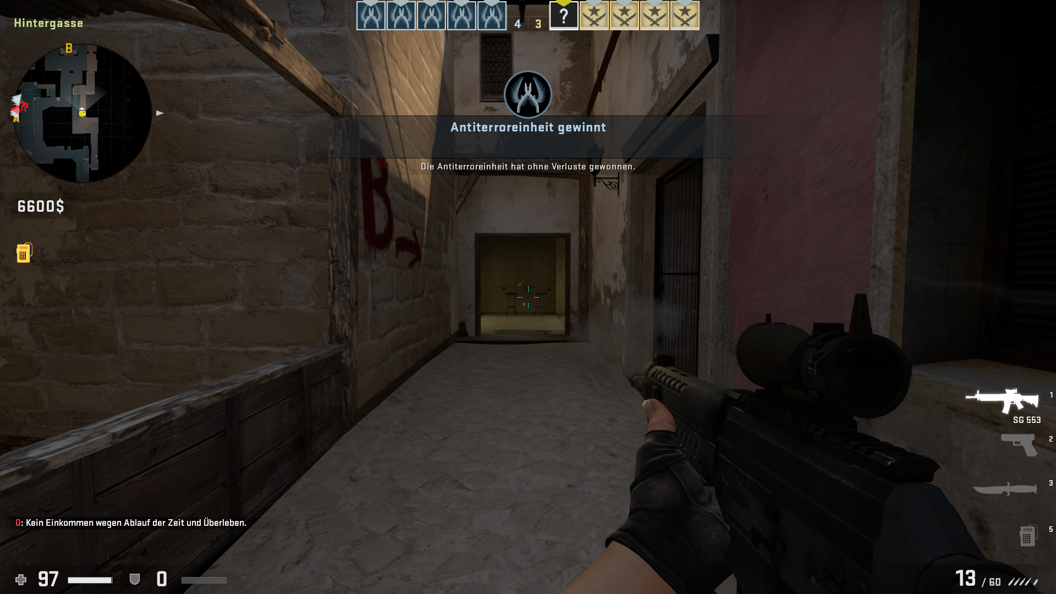 Hintergasse
4 3
?
B
Antiterroreinheit gewinnt
Die Antiterroreinheit hat ohne Verluste gewonnen.
B
6600$
1
SG 553
2
3
0: Kein Einkommen wegen Ablauf der Zeit und Überleben.
5
97
0
13 / 60